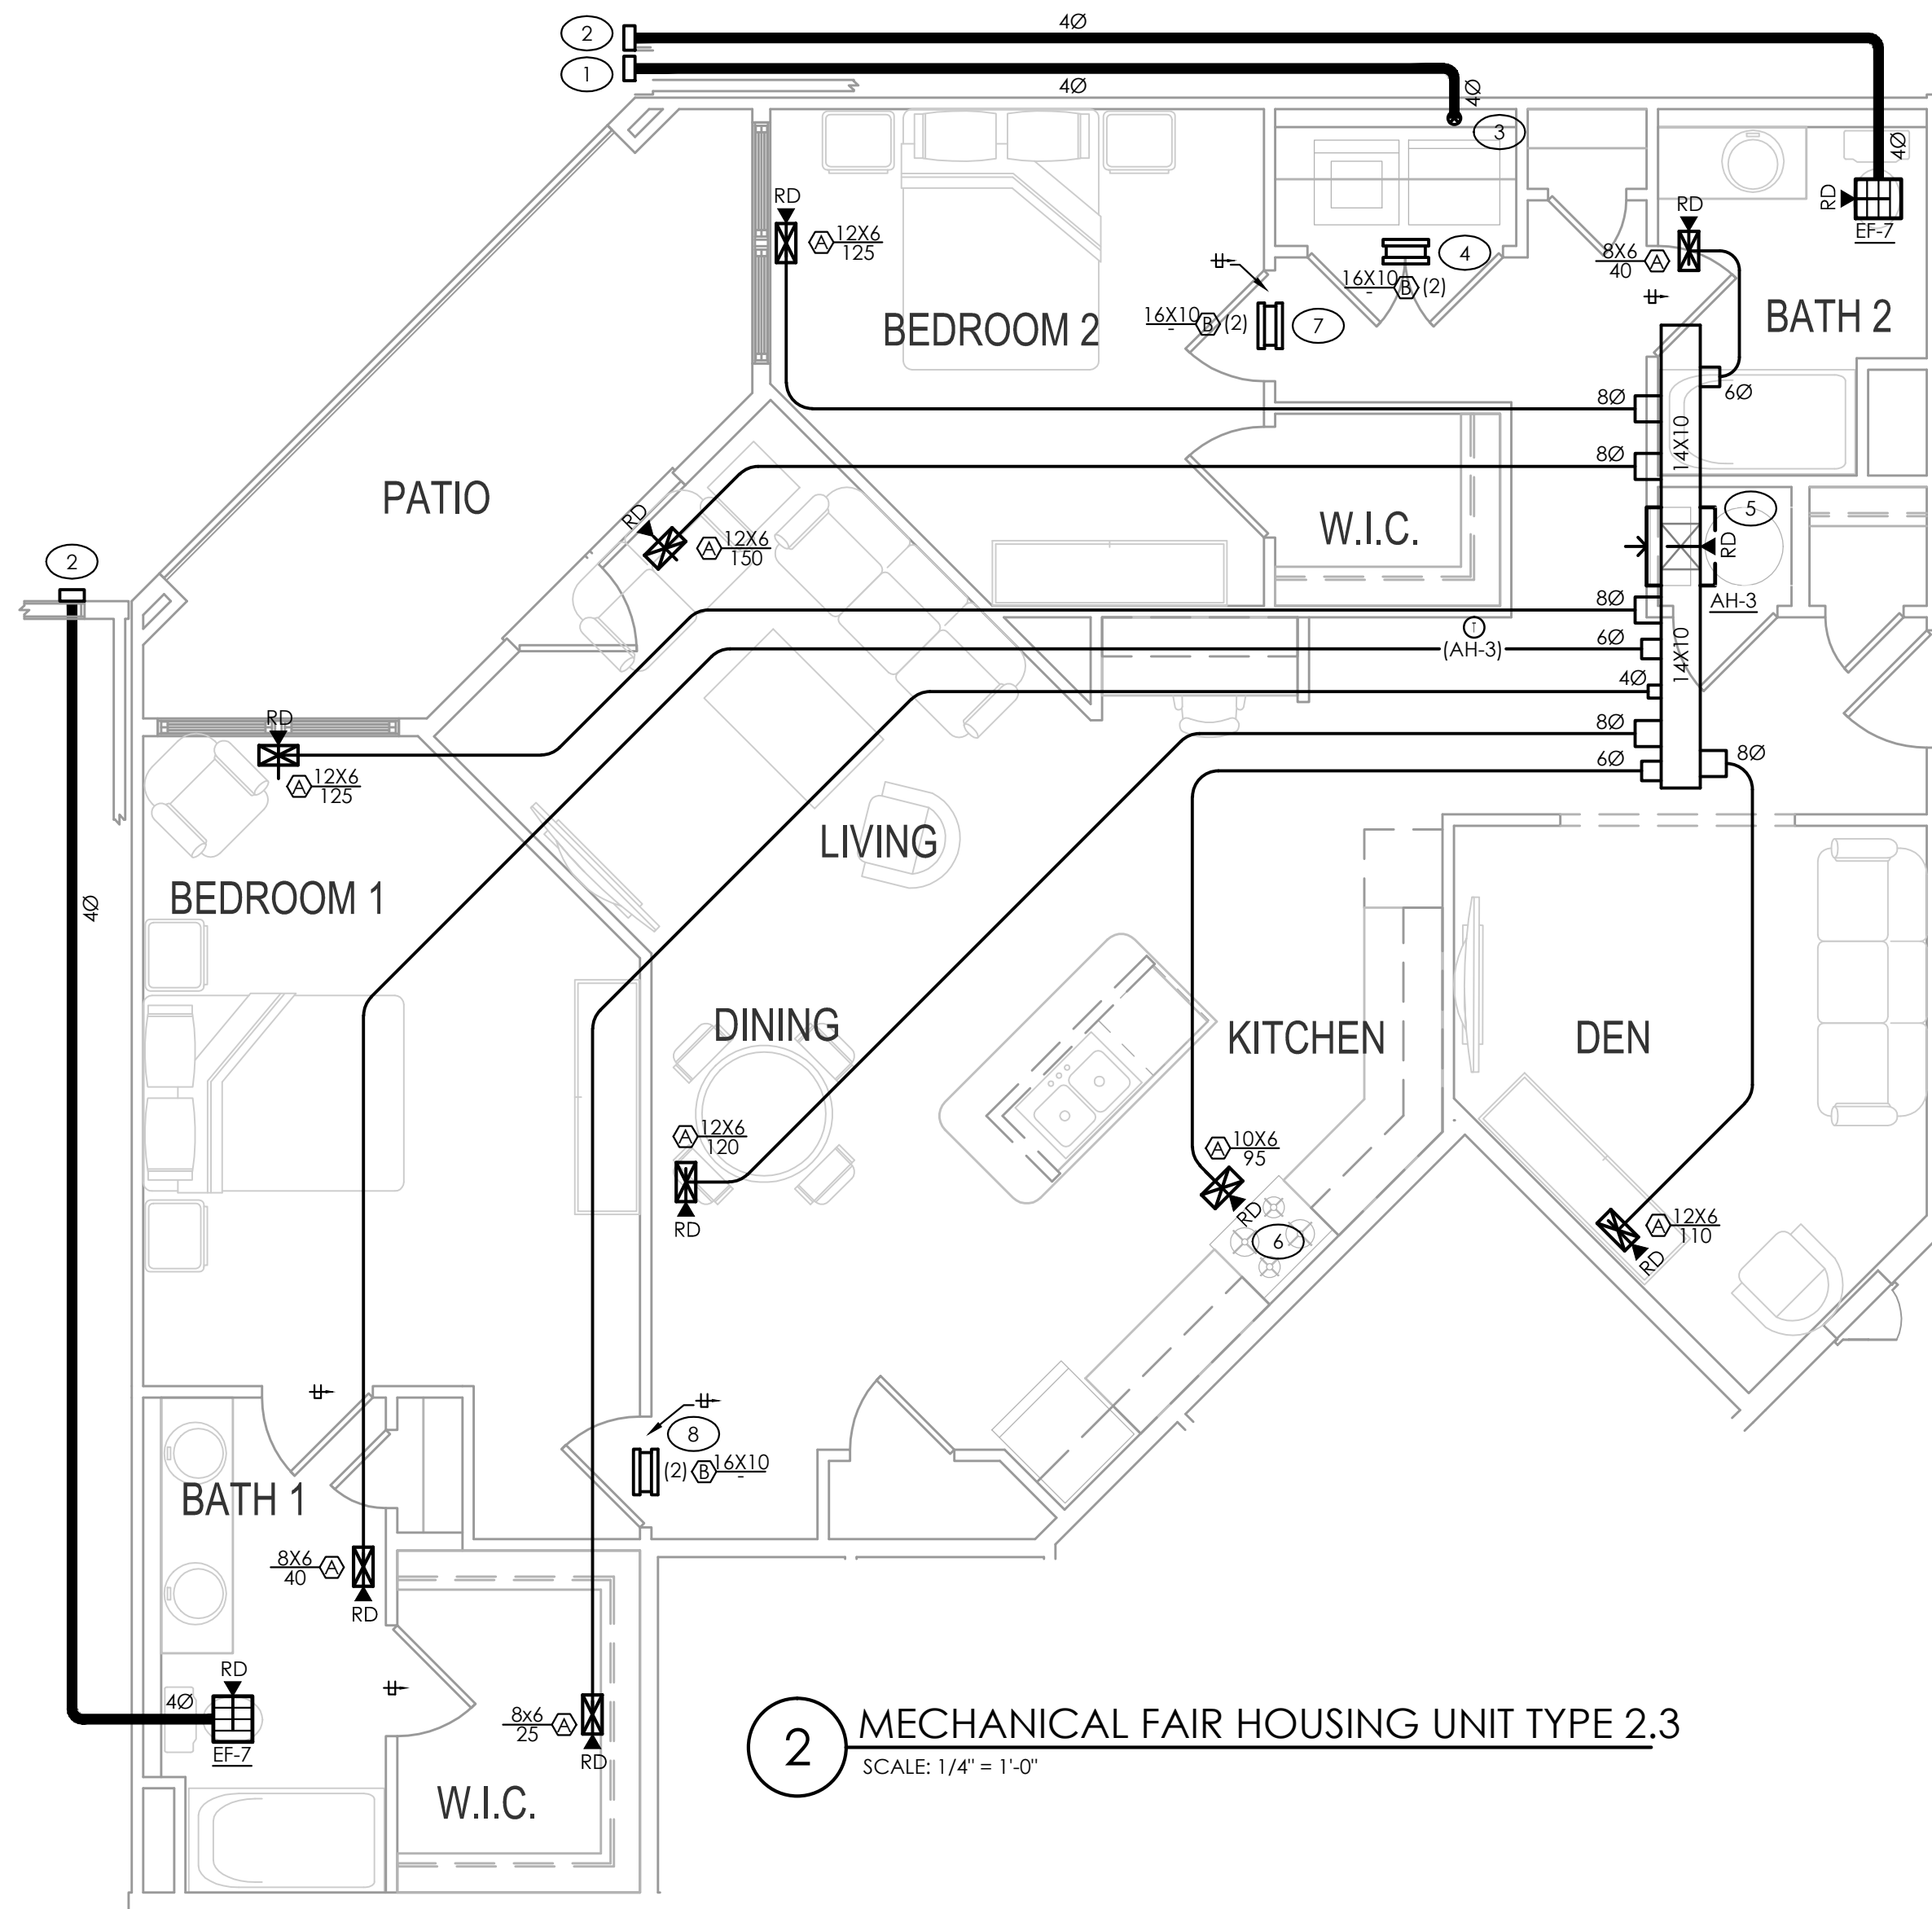 2
4Ø
1
4Ø
4Ø
3
4Ø
RD
EF-7
RD
12X6
125
A
RD
8X6
40
A
4
16X10
-
B
(2)
16X10
-
B
(2)
7
BEDROOM 2
BATH 2
6Ø
8Ø
14X10
8Ø
PATIO
RD
A
12X6
150
W.I.C.
5
RD
AH-3
2
8Ø
T
(AH-3)
6Ø
14X10
4Ø
8Ø
8Ø
6Ø
RD
A
12X6
125
LIVING
BEDROOM 1
4Ø
DINING
KITCHEN
DEN
A
12X6
120
RD
A
10X6
95
RD
6
A
12X6
110
RD
8
(2)
B
16X10
-
BATH 1
8X6
40
A
RD
RD
4Ø
EF-7
8x6
25
A
RD
W.I.C.
2
MECHANICAL FAIR HOUSING UNIT TYPE 2.3
SCALE: 1/4" = 1'-0"